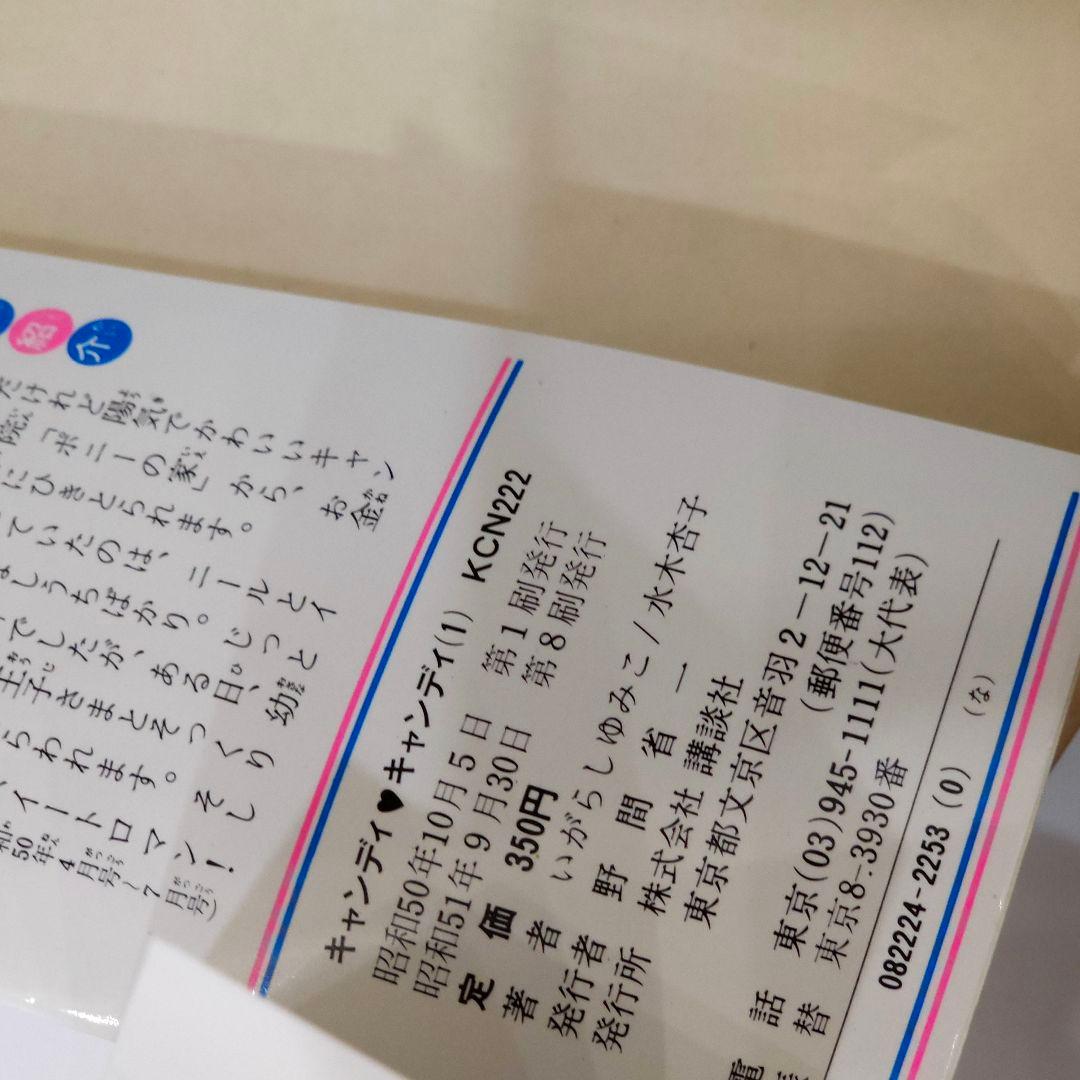 紹介
だけれど陽気でかわいいキャン
院「ポニーの家」から、お金
にひきとられます。
ていたのは、ニールとイ
しうちばかり。じっと
でしたが、ある日、幼
王子さまとそっくり
らわれます。そし
イートロマン!
50年4月号~7月号)
キャンディ♥キャンディ(1) KCN222
昭和50年10月5日 第1刷発行
昭和51年9月30日 第8刷発行
定価 350円
著者 いがらしゆみこ/水木杏子
発行者 野間省一
発行所 株式会社 講談社
東京都文京区音羽2-12-21
(郵便番号112)
電話 東京(03)945-1111(大代表)
替 東京8-3930番
082224-2253(0) (な)